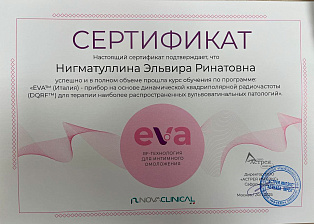 СЕРТИФИКАТ
Настоящий сертификат подтверждает, что
Нигматуллина Эльвира Ринатовна
успешно и в полном объеме прошла курс обучения по программе:
«EVA™ (Италия) - прибор на основе динамической квадриполярной радиочастоты
(DQRF™) для терапии наиболее распространенных вульвовагинальных патологий».
eva
RF-ТЕХНОЛОГИЯ
ДЛЯ ИНТИМНОГО
ОМОЛОЖЕНИЯ
Астрея
NOVACLINICAL